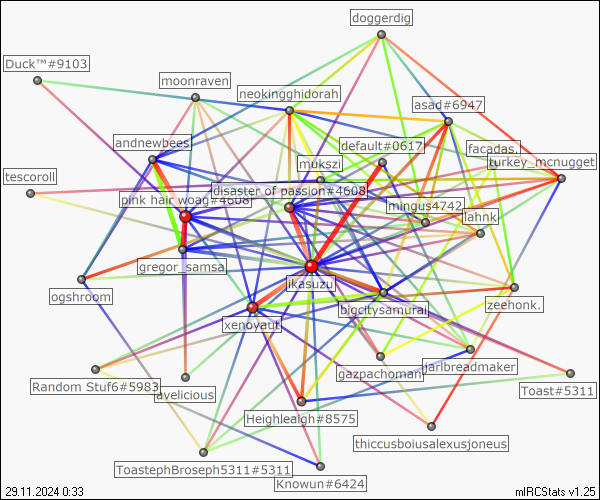 doggerdig
Duck™#9103
moonraven
neokingghidorah
asad#6947
andnewbees
default#0617
facadas.
mukszi
turkey_mcnugget
tescoroll
pink hair woag#4608
disaster of passion#4608
mingus4742
lahnk
gregor_samsa
ikasuzu
ogshroom
zeehonk.
bigcitysamurai
xenoyaut
gazpachoman
jarlbreadmaker
Random Stuf6#5983
avelicious
Toast#5311
Heighleaigh#8575
thiccusboiusalexusjoneus
ToastephBroseph5311#5311
Knowun#6424
29.11.2024 0:33
mIRCStats v1.25